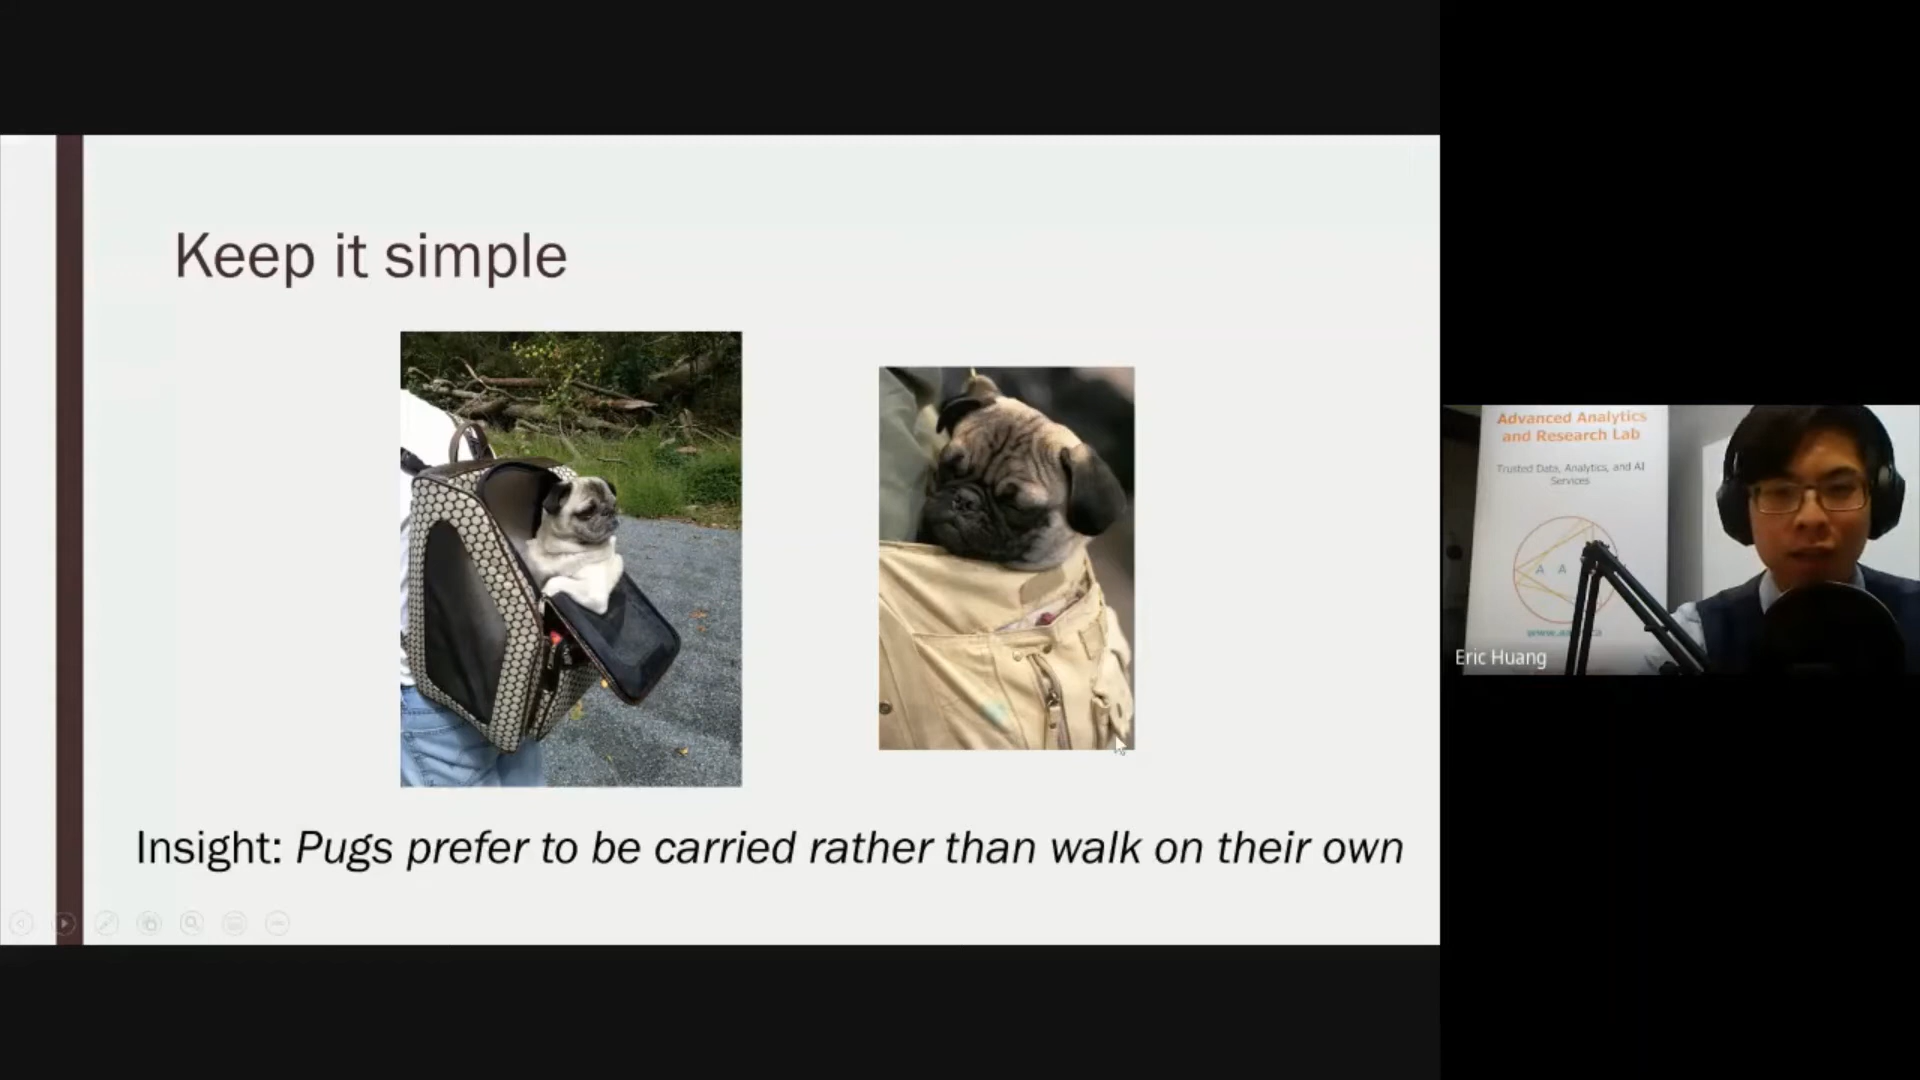 Keep it simple
Insight: Pugs prefer to be carried rather than walk on their own
Advanced Analytics
and Research Lab
Trusted Data, Analytics, and AI
Services
A A
Eric Huang